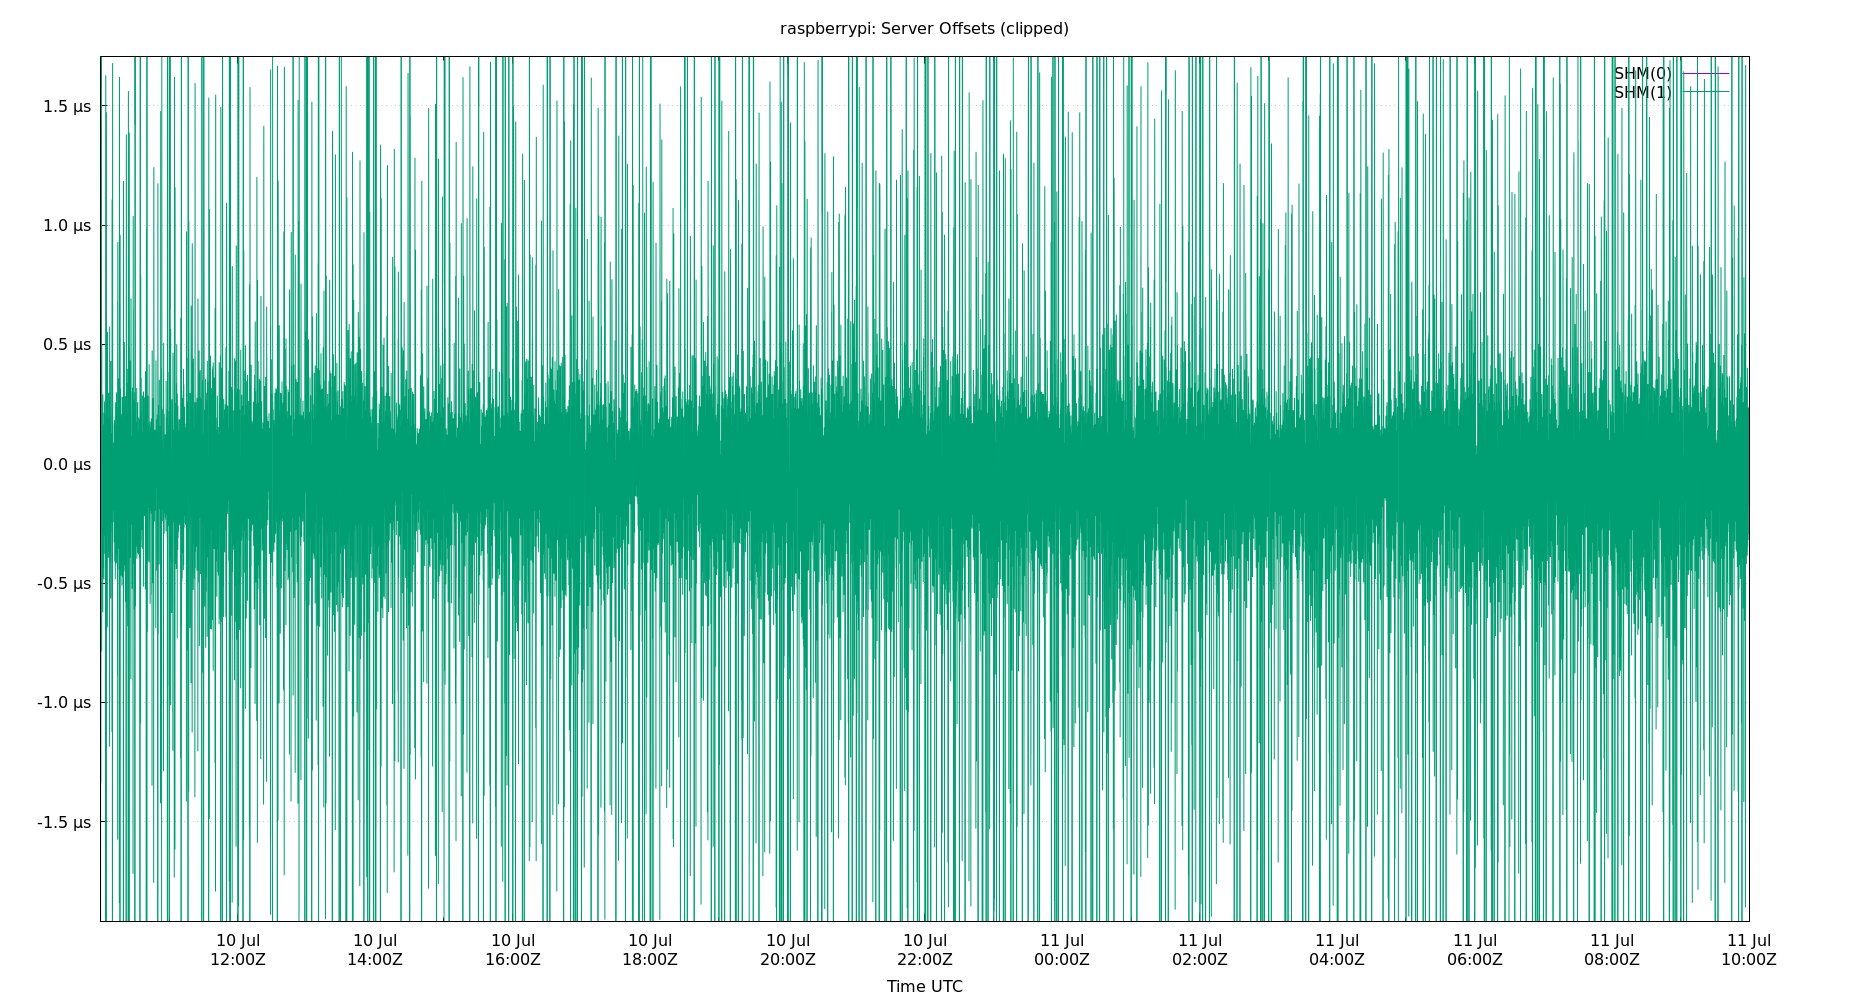 raspberrypi: Server Offsets (clipped)
SHM(0)
SHM(1)
1.5 µs
1.0 µs
0.5 µs
0.0 µs
-0.5 µs
-1.0 µs
-1.5 µs
10 Jul 10 Jul 10 Jul 10 Jul 10 Jul 10 Jul 11 Jul 11 Jul 11 Jul 11 Jul 11 Jul 11 Jul
12:00Z 14:00Z 16:00Z 18:00Z 20:00Z 22:00Z 00:00Z 02:00Z 04:00Z 06:00Z 08:00Z 10:00Z
Time UTC